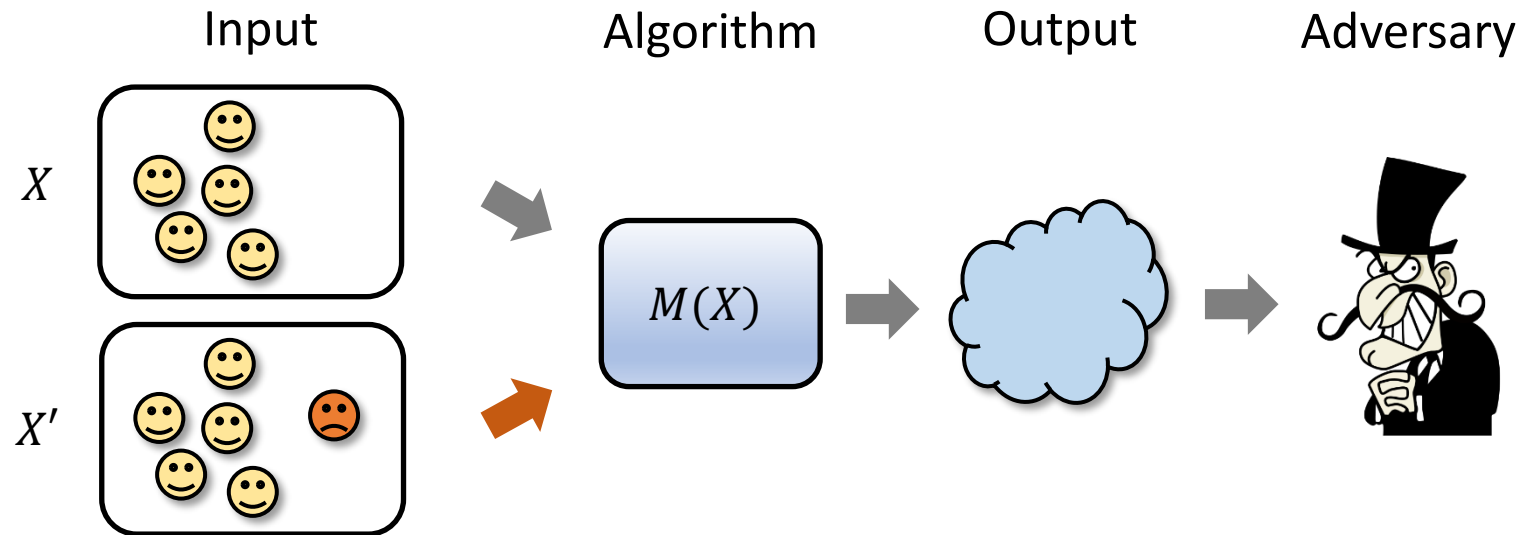 Input
Algorithm
Output
Adversary
X
M(X)
X′